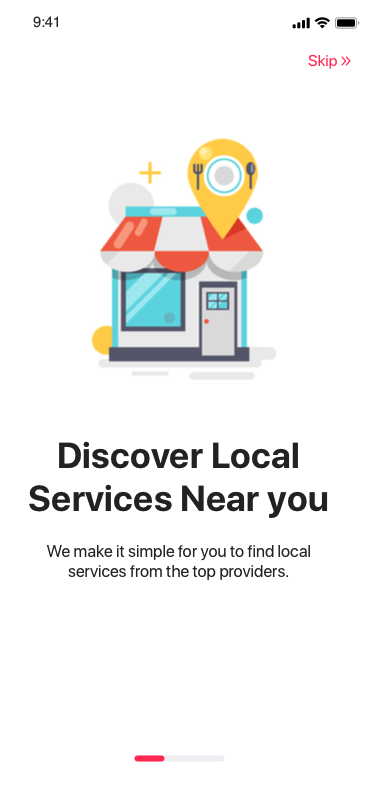 9:41
Skip »
Discover Local
Services Near you
We make it simple for you to find local
services from the top providers.